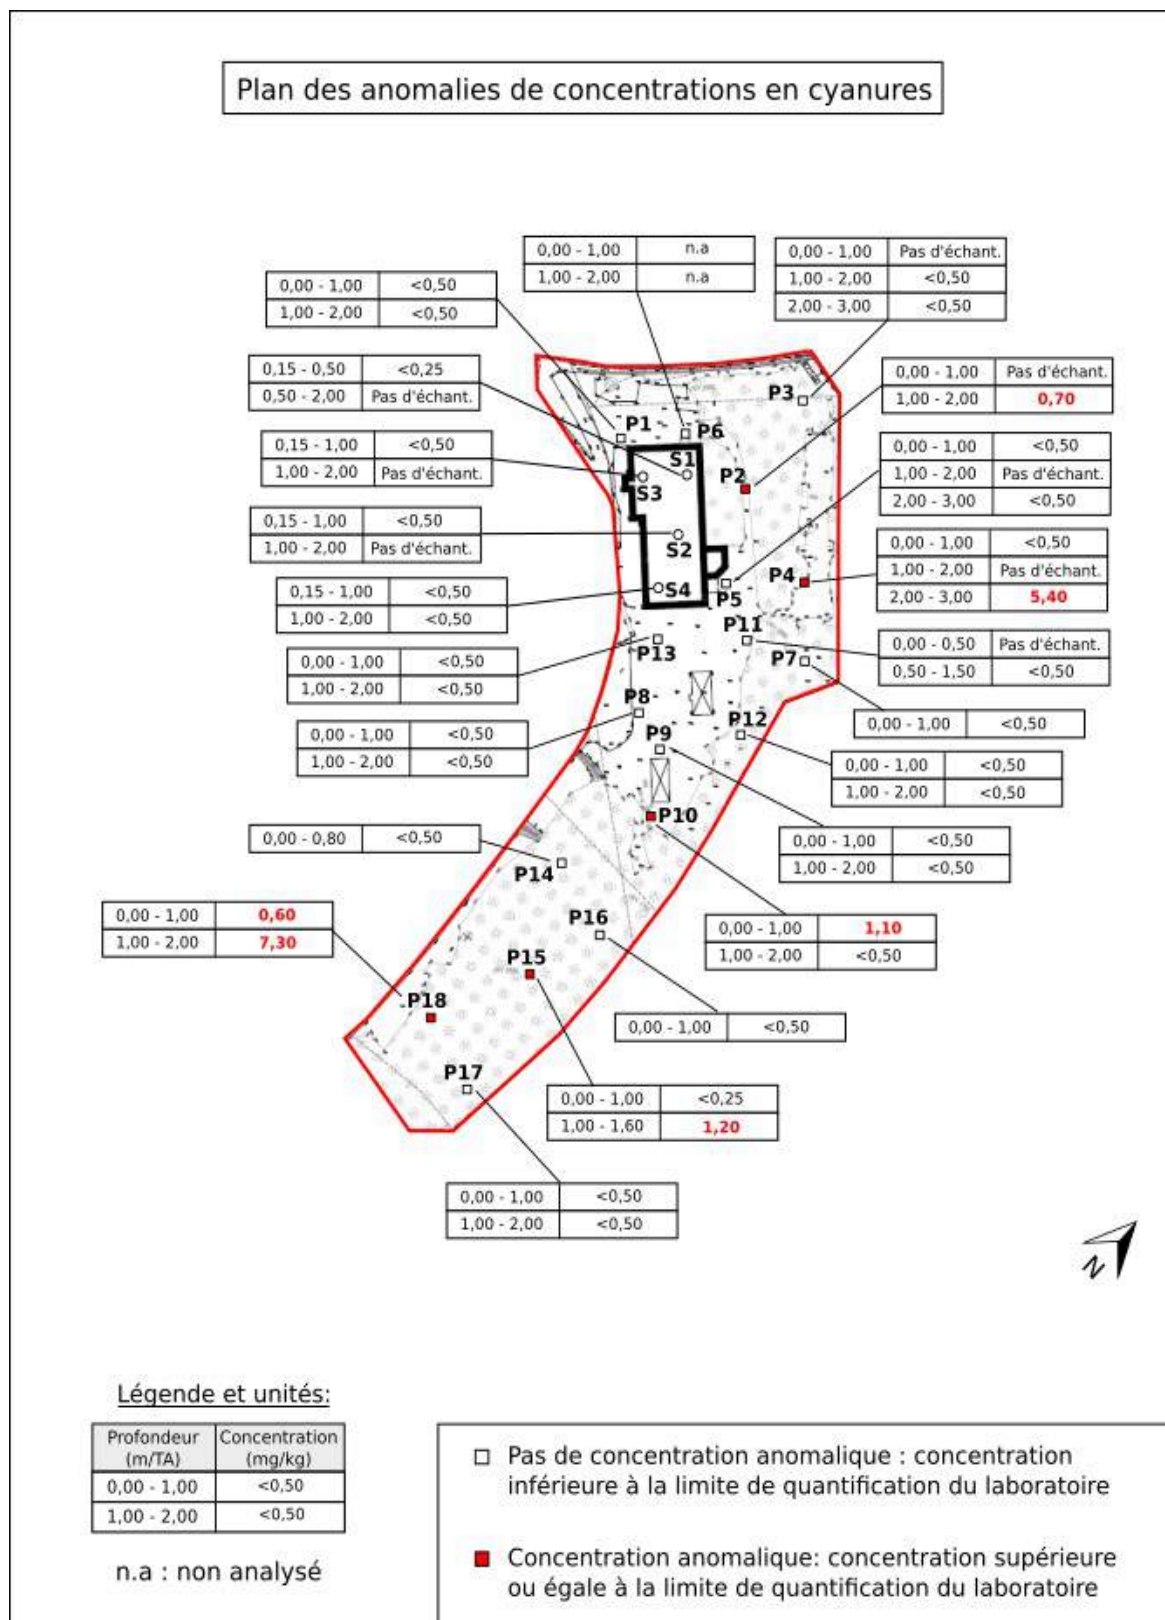 Plan des anomalies de concentrations en cyanures
0,00 - 1,00 n.a
1,00 - 2,00 n.a
0,00 - 1,00 Pas d'échant.
1,00 - 2,00 <0,50
2,00 - 3,00 <0,50
0,00 - 1,00 <0,50
1,00 - 2,00 <0,50
0,15 - 0,50 <0,25
0,50 - 2,00 Pas d'échant.
0,00 - 1,00 Pas d'échant.
1,00 - 2,00 0,70
P3
P1
P6
0,15 - 1,00 <0,50
1,00 - 2,00 Pas d'échant.
0,00 - 1,00 <0,50
1,00 - 2,00 Pas d'échant.
2,00 - 3,00 <0,50
S1
S3
P2
0,15 - 1,00 <0,50
1,00 - 2,00 Pas d'échant.
S2
0,00 - 1,00 <0,50
1,00 - 2,00 Pas d'échant.
2,00 - 3,00 5,40
P4
S4
P5
0,15 - 1,00 <0,50
1,00 - 2,00 <0,50
P11
P13
P7
0,00 - 0,50 Pas d'échant.
0,50 - 1,50 <0,50
0,00 - 1,00 <0,50
1,00 - 2,00 <0,50
P8
P12
P9
0,00 - 1,00 <0,50
0,00 - 1,00 <0,50
1,00 - 2,00 <0,50
0,00 - 1,00 <0,50
1,00 - 2,00 <0,50
P10
0,00 - 0,80 <0,50
0,00 - 1,00 <0,50
1,00 - 2,00 <0,50
P14
0,00 - 1,00 0,60
1,00 - 2,00 7,30
P16
0,00 - 1,00 1,10
1,00 - 2,00 <0,50
P15
P18
0,00 - 1,00 <0,50
P17
0,00 - 1,00 <0,25
1,00 - 1,60 1,20
0,00 - 1,00 <0,50
1,00 - 2,00 <0,50
N
Légende et unités:
Profondeur (m/TA) Concentration (mg/kg)
0,00 - 1,00 <0,50
1,00 - 2,00 <0,50
n.a : non analysé
Pas de concentration anomalique : concentration
inférieure à la limite de quantification du laboratoire
Concentration anomalique: concentration supérieure
ou égale à la limite de quantification du laboratoire